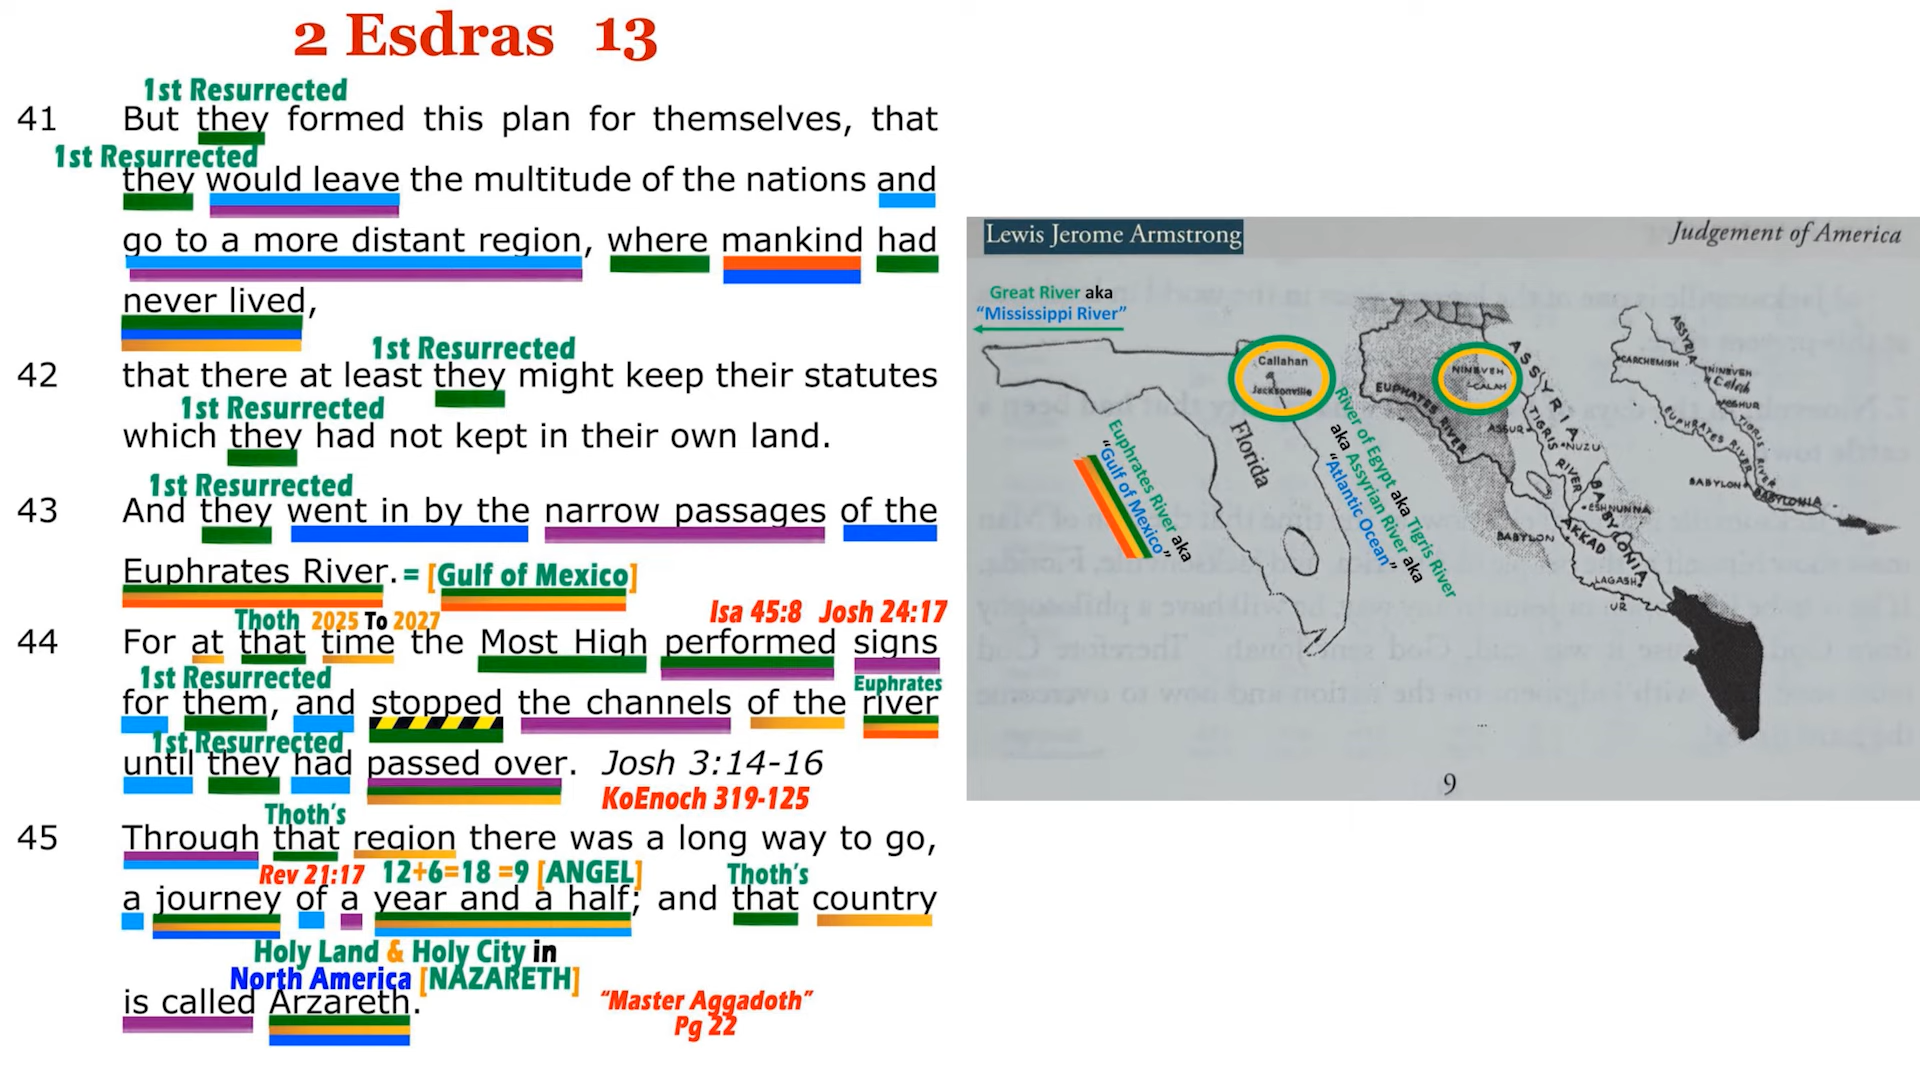 2 Esdras 13
1st Resurrected
41 But they formed this plan for themselves, that
1st Resurrected
they would leave the multitude of the nations and
go to a more distant region, where mankind had
never lived,
1st Resurrected
42 that there at least they might keep their statutes
1st Resurrected
which they had not kept in their own land.
1st Resurrected
43 And they went in by the narrow passages of the
Euphrates River. = [Gulf of Mexico]
Thoth 2025 To 2027
Isa 45:8 Josh 24:17
44 For at that time the Most High performed signs
1st Resurrected
Euphrates
for them, and stopped the channels of the river
1st Resurrected
until they had passed over. Josh 3:14-16
KoEnoch 319-125
Thoth's
45 Through that region there was a long way to go,
Rev 21:17 12+6=18 =9 [ANGEL] Thoth's
a journey of a year and a half; and that country
Holy Land & Holy City in
North America [NAZARETH]
is called Arzareth.
"Master Aggadoth"
Pg 22
Lewis Jerome Armstrong
Judgement of America
Great River aka
"Mississippi River"
Callahan
Jacksonville
Florida
Euphrates River aka
"Gulf of Mexico"
River of Egypt aka Tigris River
aka Assyrian River aka
"Atlantic Ocean"
ASSYRIA
NINEVEH
CALAH
EUPHRATES RIVER
ASSUR
TIGRIS RIVER
NUZU
BABYLONIA
ESHNUNNA
BABYLON
AKKAD
LAGASH
UR
ASSYRIA
CARCHEMISH
NINEVEH
Calah
ASHUR
EUPHRATES RIVER
TIGRIS RIVER
BABYLON
BABYLONIA
9